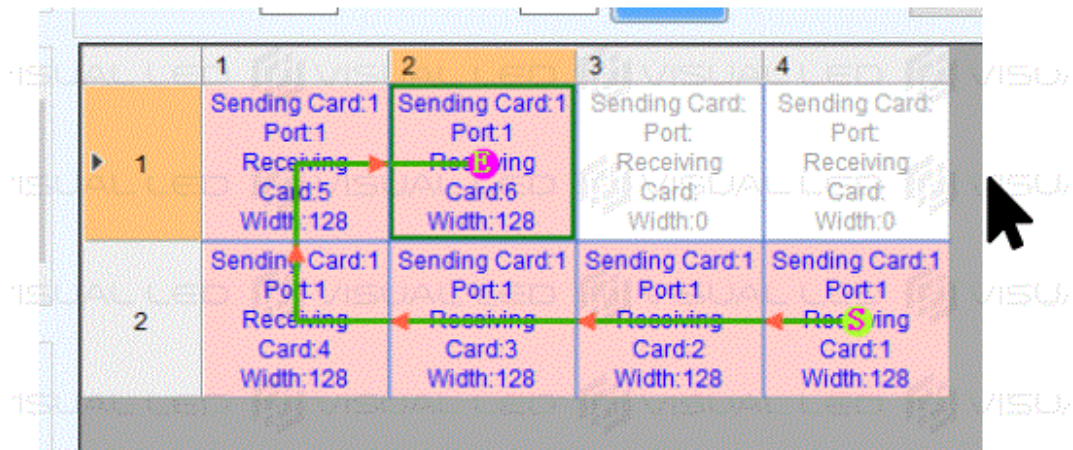 1 2 3 4
1
Sending Card:1
Port:1
Receiving
Card:5
Width:128
Sending Card:1
Port:1
Receiving
Card:6
Width:128
E
Sending Card:
Port:
Receiving
Card:
Width:0
Sending Card:
Port:
Receiving
Card:
Width:0
2
Sending Card:1
Port:1
Receiving
Card:4
Width:128
Sending Card:1
Port:1
Receiving
Card:3
Width:128
Sending Card:1
Port:1
Receiving
Card:2
Width:128
Sending Card:1
Port:1
Receiving
Card:1
Width:128
S
VISUAL LED